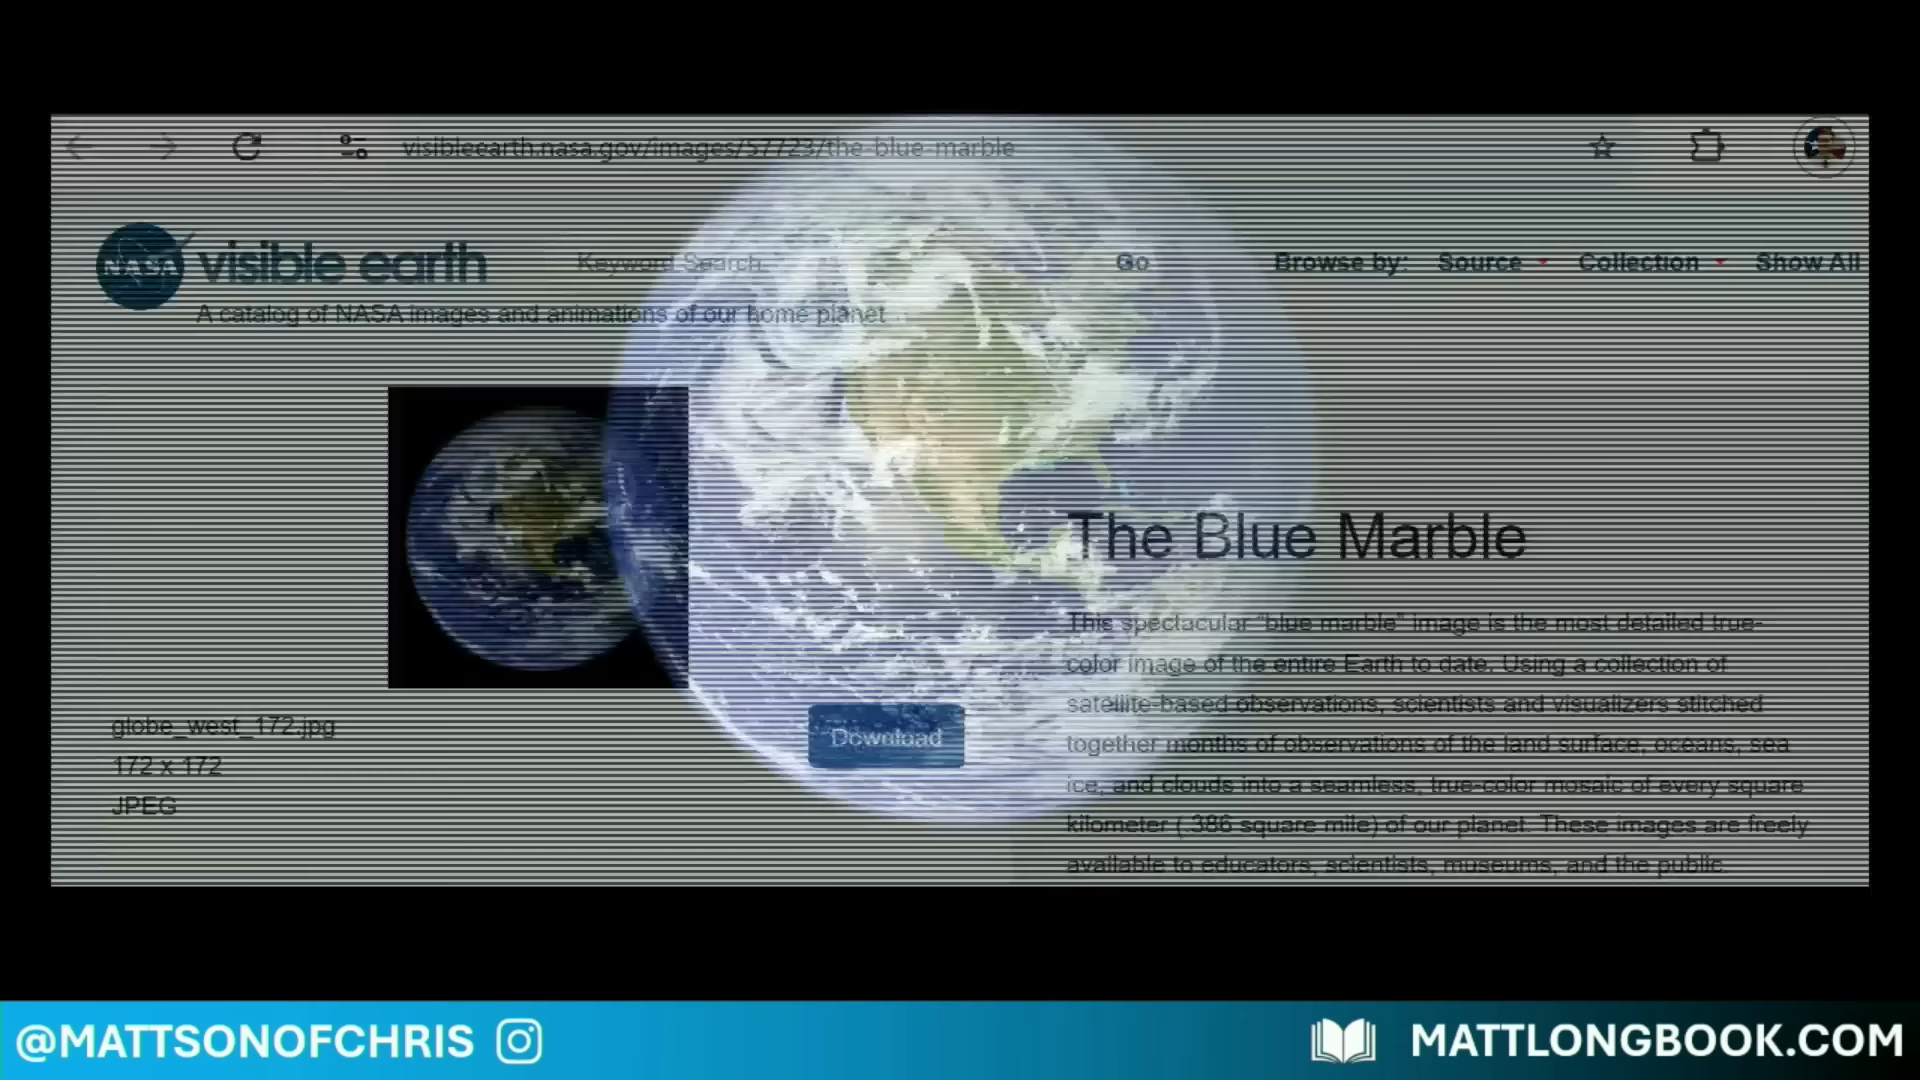 visibleearth.nasa.gov/images/57723/the-blue-marble
NASA visible earth
Keyword Search
Go
Browse by: Source Collection Show All
A catalog of NASA images and animations of our home planet
The Blue Marble
This spectacular “blue marble” image is the most detailed true-
color image of the entire Earth to date. Using a collection of
satellite-based observations, scientists and visualizers stitched
together months of observations of the land surface, oceans, sea
ice, and clouds into a seamless, true-color mosaic of every square
kilometer (.386 square mile) of our planet. These images are freely
available to educators, scientists, museums, and the public.
globe_west_172.jpg
172 x 172
JPEG
Download
@MATTSONOFCHRIS
MATTLONGBOOK.COM